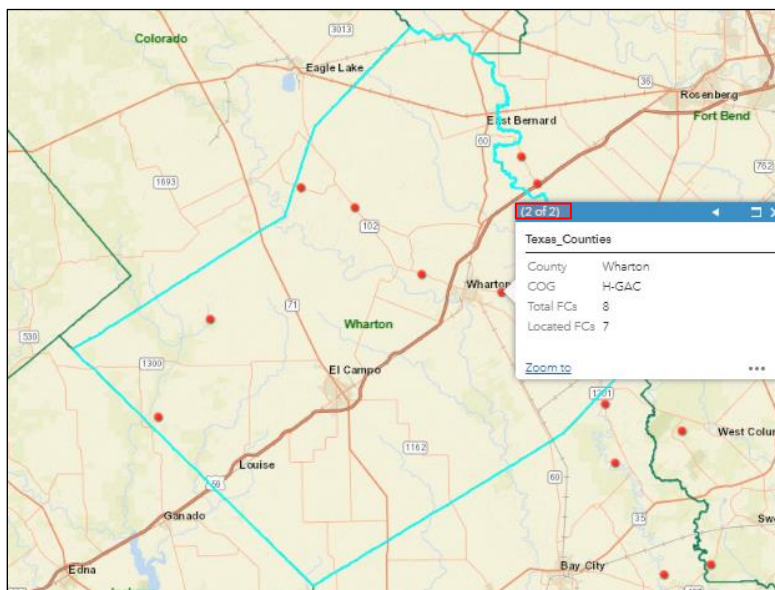 Colorado
3013
Eagle Lake
36
Rosenberg
Fort Bend
East Bernard
60
762
1693
102
(2 of 2)
Texas_Counties
County Wharton
COG H-GAC
Total FCs 8
Located FCs 7
Zoom to
Wharton
71
Wharton
530
1300
El Campo
1301
1162
60
West Colum
Louise
59
35
Ganado
Swe
Edna
Bay City